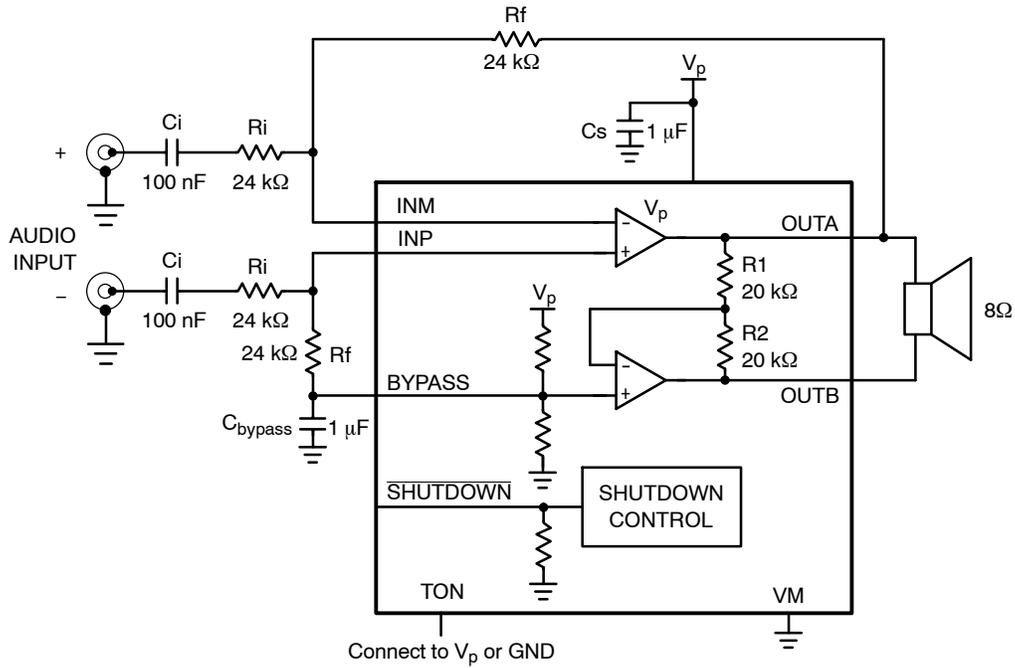 Rf
24 kΩ
Vp
Cs
1 μF
Ci
Ri
+
100 nF
24 kΩ
AUDIO
INPUT
INM
INP
Vp
−
+
OUTA
Ci
Ri
−
100 nF
24 kΩ
R1
20 kΩ
Vp
24 kΩ
Rf
R2
20 kΩ
8Ω
BYPASS
−
+
OUTB
Cbypass
1 μF
SHUTDOWN
SHUTDOWN
CONTROL
TON
VM
Connect to Vp or GND